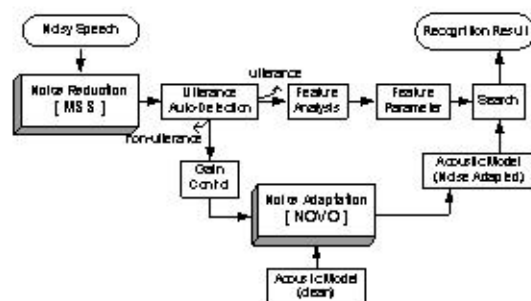 Noisy Speech
Recognition Result
Noise Reduction
[ MSS ]
Utterance
Auto-Detection
utterance
Feature
Analysis
Feature
Parameter
Search
non-utterance
Gain
Control
Noise Adaptation
[ NOVO ]
Acoustic Model
(Noise Adapted)
Acoustic Model
(clean)